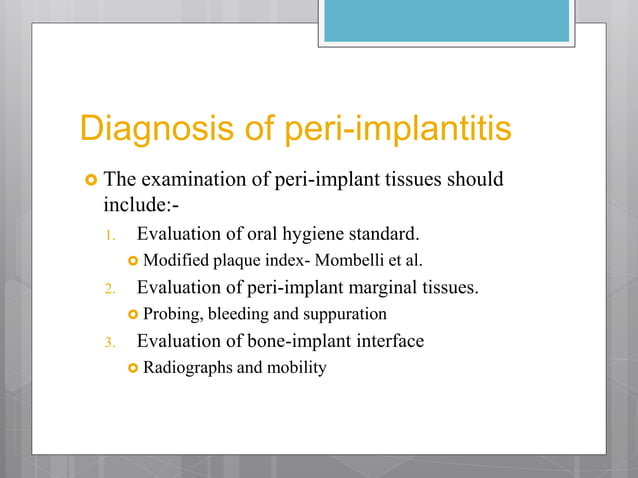 Diagnosis of peri-implantitis
The examination of peri-implant tissues should
include:-
1. Evaluation of oral hygiene standard.
Modified plaque index- Mombelli et al.
2. Evaluation of peri-implant marginal tissues.
Probing, bleeding and suppuration
3. Evaluation of bone-implant interface
Radiographs and mobility